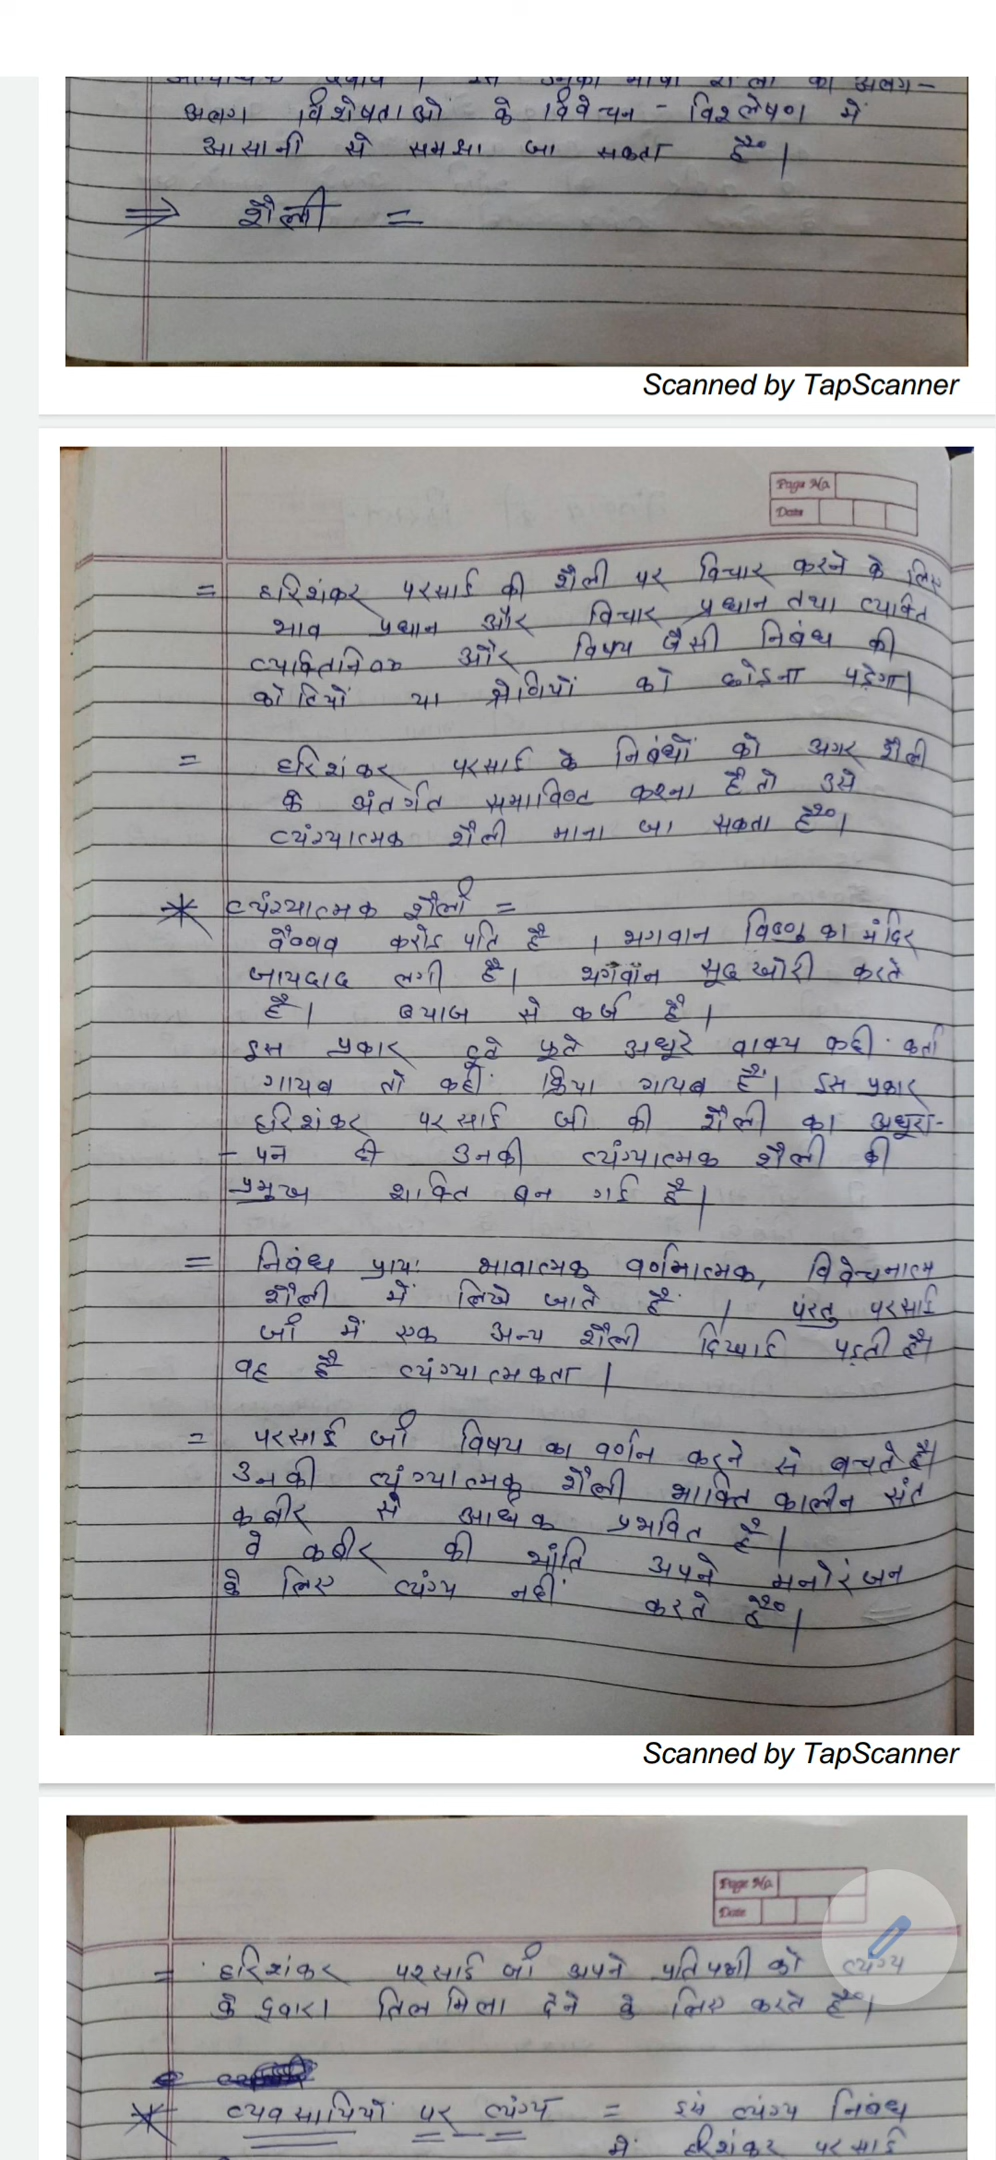 अलग विशेषताओं के विवेचन - विश्लेषण में
आसानी से समझा जा सकता है।
⇒ शैली =
Scanned by TapScanner
Page No.
Date
= हरिशंकर परसाई की शैली पर विचार करने के लिए
भाव प्रधान और विचार प्रधान तथा व्यक्ति
व्यक्तिनिष्ठ और विषय जैसी निबंध की
कोटियों या श्रेणियों को छोड़ना पड़ेगा।
= हरिशंकर परसाई के निबंधों को अगर शैली
के अंतर्गत समाविष्ट करना है तो उसे
व्यंग्यात्मक शैली माना जा सकता है।
* व्यंग्यात्मक शैली =
वैष्णव करोड पति है । भगवान विष्णु का मंदिर
जायदाद लगी है। भगवान सूदखोरी करते
है। ब्याज से कर्ज है।
इस प्रकार टूते फूते अधूरे वाक्य कही कर्ता
गायब तो कहीं क्रिया गायब है। इस प्रकार
हरिशंकर परसाई जी की शैली का अधूरा-
- पन ही उनकी व्यंग्यात्मक शैली की
प्रमुख शक्ति बन गई है।
= निबंध प्रायः भावात्मक वर्णनात्मक, विवेचनात्म
शैली में लिखे जाते हैं । परंतु परसाई
जी में एक अन्य शैली दिखाई पड़ती है।
वह है व्यंग्यात्मकता।
= परसाई जी विषय का वर्णन करने से बचते है।
उनकी व्यंग्यात्मक शैली भाक्ति कालीन संत
कबीर से आधिक प्रभवित है।
वे कबीर की भांति अपने मनोरंजन
के लिए व्यंग्य नहीं करते है।
Scanned by TapScanner
Page No.
Date
= हरिशंकर परसाई जी अपने प्रतिपक्षी को व्यंग्य
के द्वारा तिलमिला देने के लिए करते है।
* व्यवसायियों पर व्यंग्य = इस व्यंग्य निबंध
में हरिशंकर परसाई